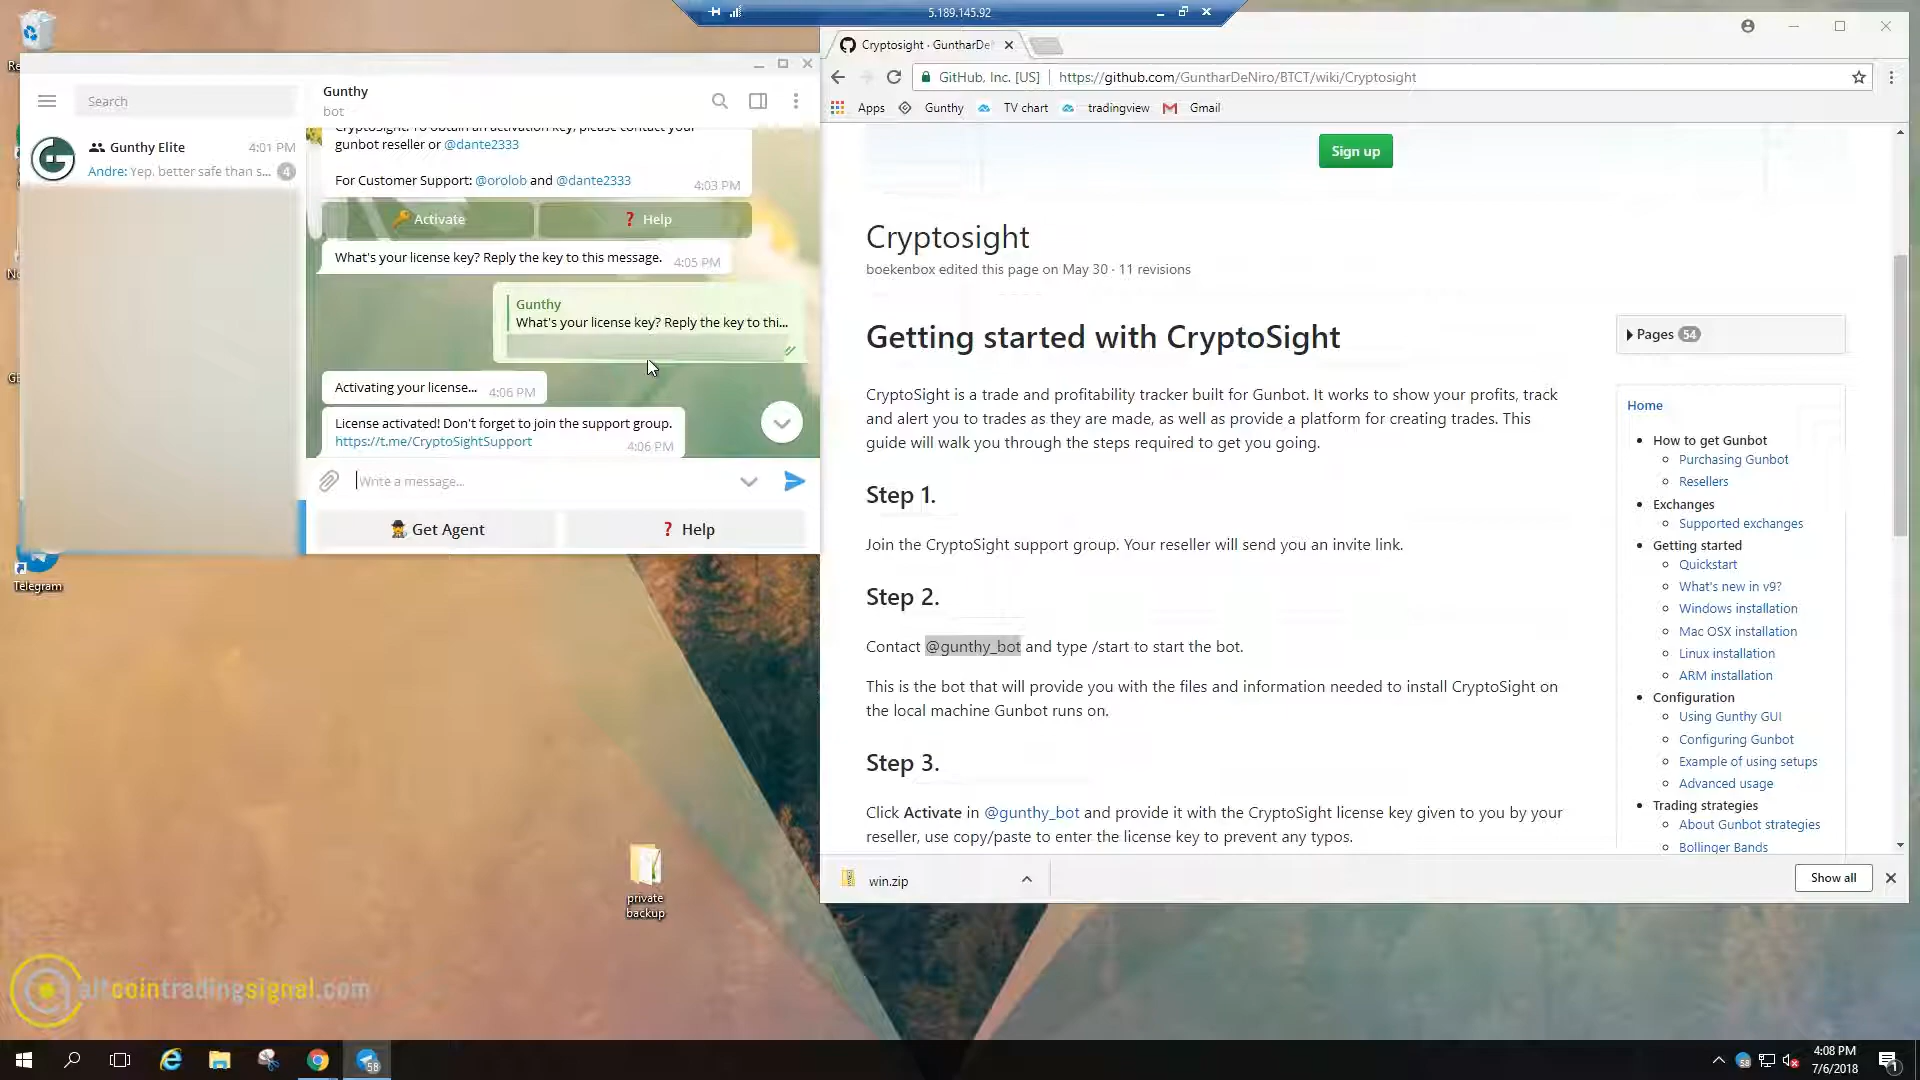 5.189.145.92
Search
Gunthy
bot
Gunthy Elite
4:01 PM
Andre: Yep, better safe than s...
4
CryptoSight. To obtain an activation key, please contact your
gunbot reseller or @dante2333
For Customer Support: @orolob and @dante2333
4:03 PM
Activate
Help
What's your license key? Reply the key to this message.
4:05 PM
Gunthy
What's your license key? Reply the key to thi...
Activating your license...
4:06 PM
License activated! Don't forget to join the support group.
https://t.me/CryptoSightSupport
4:06 PM
Write a message...
Get Agent
Help
Telegram
private
backup
altcointradingsignal.com
Cryptosight · GuntharDe
GitHub, Inc. [US]
https://github.com/GuntharDeNiro/BTCT/wiki/Cryptosight
Apps
Gunthy
TV chart
tradingview
Gmail
Sign up
Cryptosight
boekenbox edited this page on May 30 · 11 revisions
Getting started with CryptoSight
CryptoSight is a trade and profitability tracker built for Gunbot. It works to show your profits, track
and alert you to trades as they are made, as well as provide a platform for creating trades. This
guide will walk you through the steps required to get you going.
Step 1.
Join the CryptoSight support group. Your reseller will send you an invite link.
Step 2.
Contact @gunthy_bot and type /start to start the bot.
This is the bot that will provide you with the files and information needed to install CryptoSight on
the local machine Gunbot runs on.
Step 3.
Click Activate in @gunthy_bot and provide it with the CryptoSight license key given to you by your
reseller, use copy/paste to enter the license key to prevent any typos.
Pages 54
Home
How to get Gunbot
Purchasing Gunbot
Resellers
Exchanges
Supported exchanges
Getting started
Quickstart
What's new in v9?
Windows installation
Mac OSX installation
Linux installation
ARM installation
Configuration
Using Gunthy GUI
Configuring Gunbot
Example of using setups
Advanced usage
Trading strategies
About Gunbot strategies
Bollinger Bands
win.zip
Show all
58
58
4:08 PM
7/6/2018
1